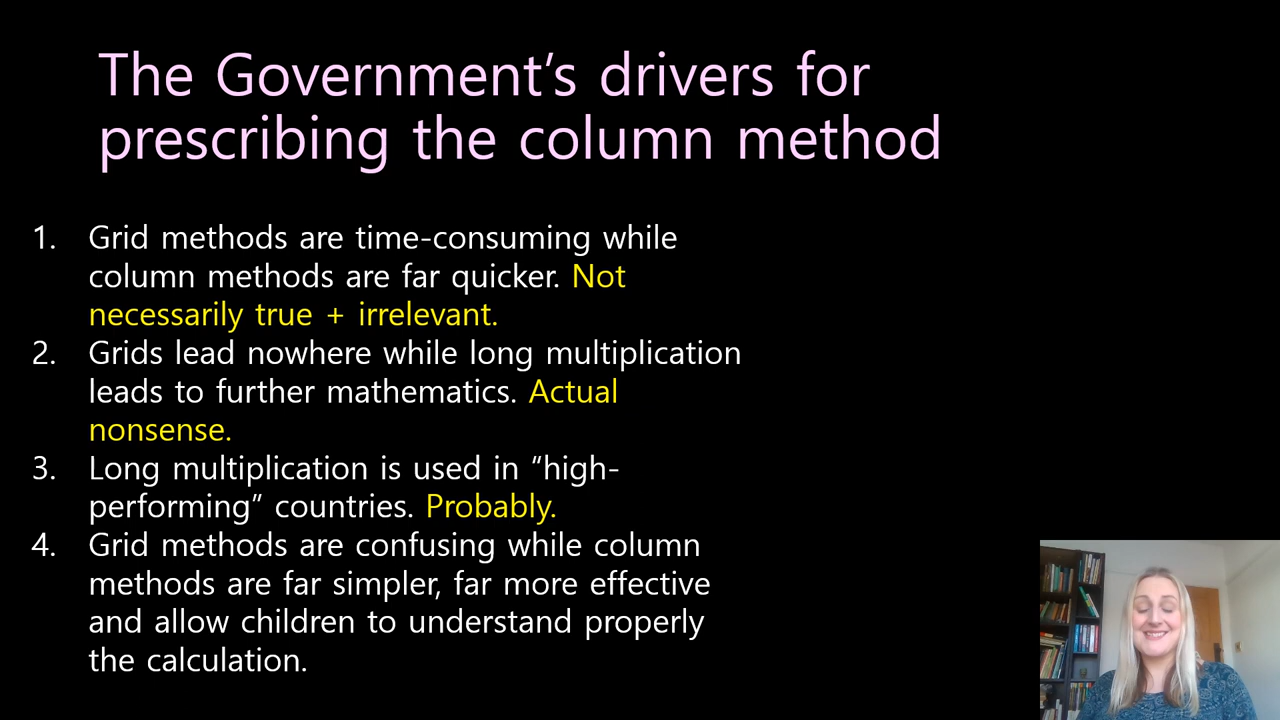 The Government’s drivers for
prescribing the column method
1. Grid methods are time-consuming while
column methods are far quicker. Not
necessarily true + irrelevant.
2. Grids lead nowhere while long multiplication
leads to further mathematics. Actual
nonsense.
3. Long multiplication is used in “high-
performing” countries. Probably.
4. Grid methods are confusing while column
methods are far simpler, far more effective
and allow children to understand properly
the calculation.